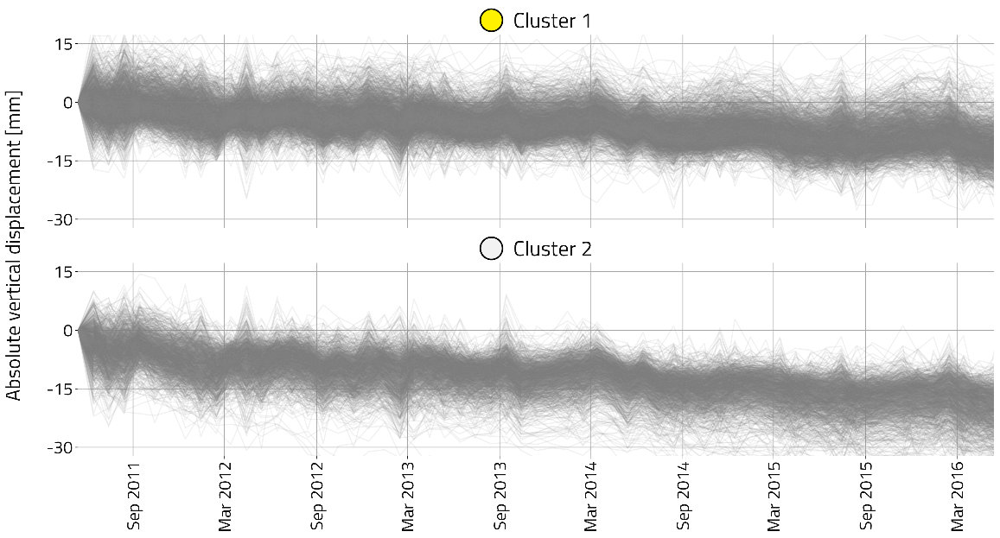 Cluster 1
15
0
-15
-30
Absolute vertical displacement [mm]
Cluster 2
15
0
-15
-30
Sep 2011
Mar 2012
Sep 2012
Mar 2013
Sep 2013
Mar 2014
Sep 2014
Mar 2015
Sep 2015
Mar 2016